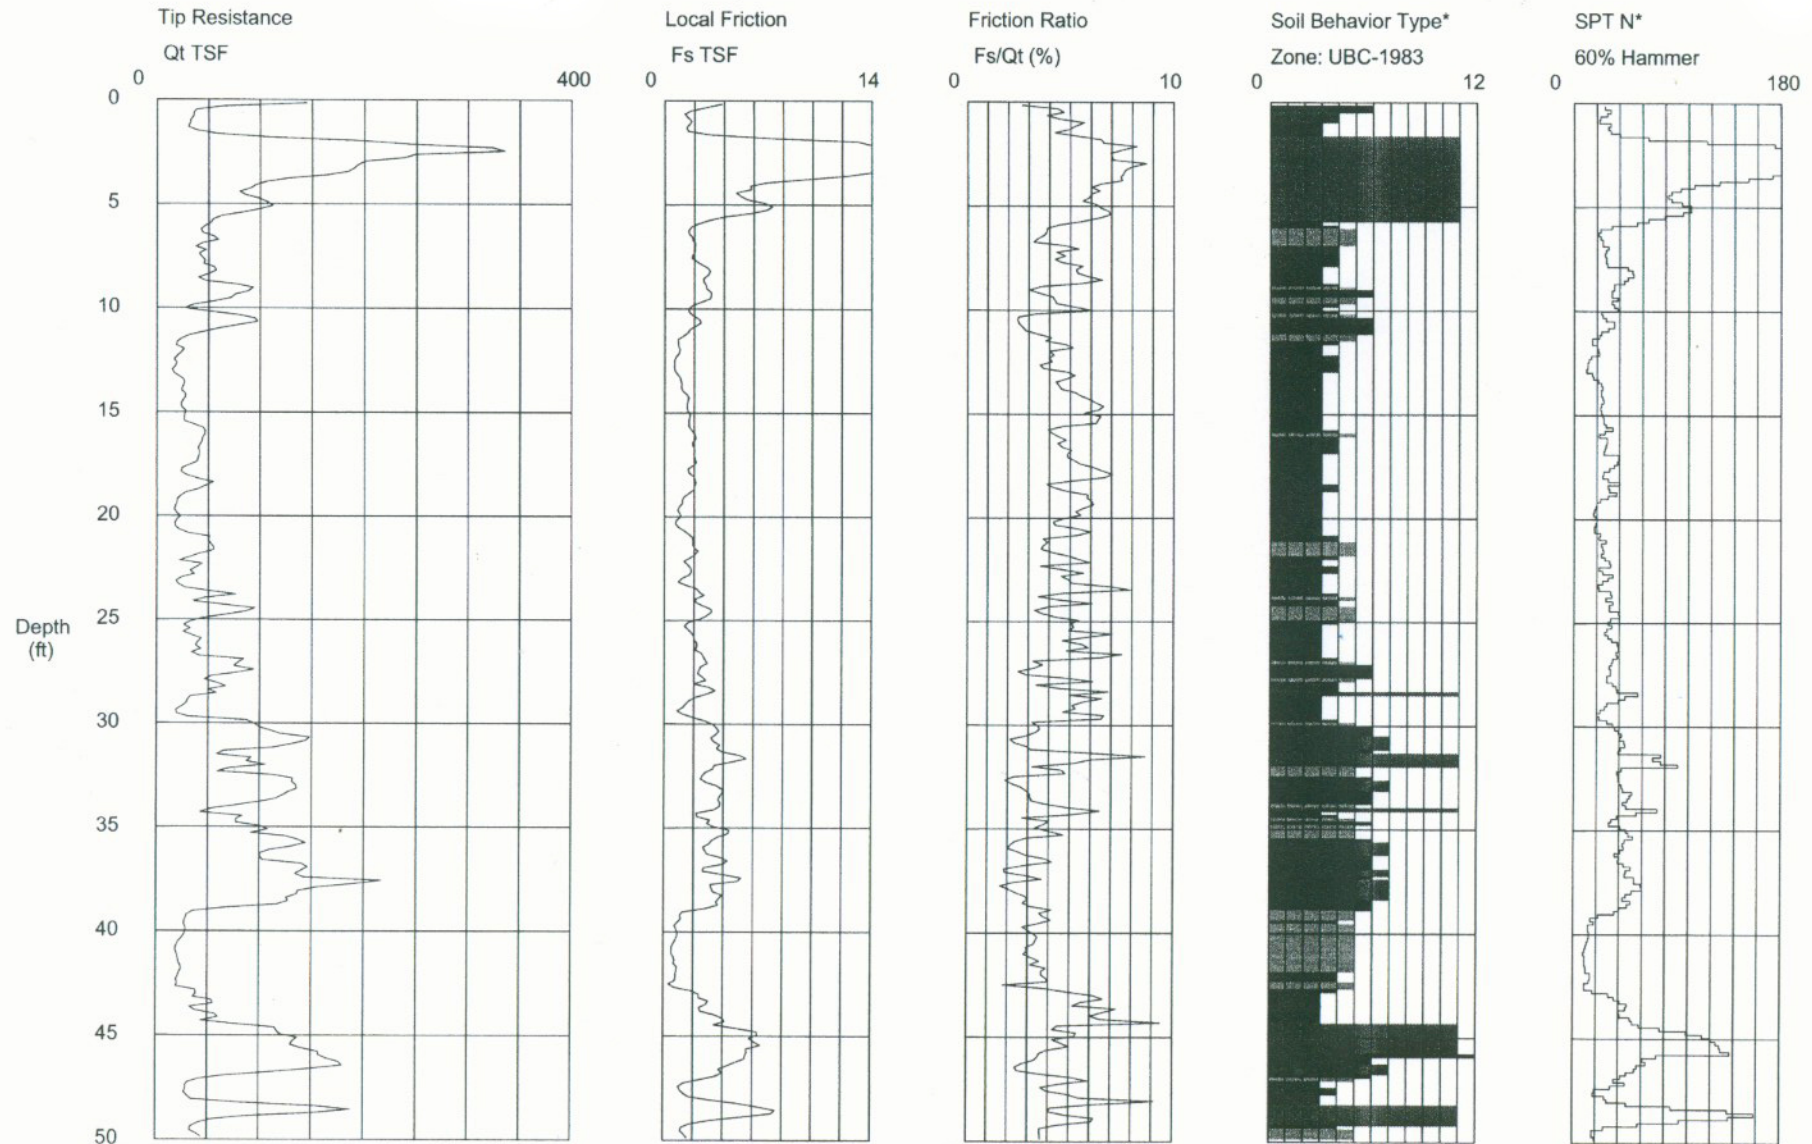 Tip Resistance
Qt TSF
0 400
Local Friction
Fs TSF
0 14
Friction Ratio
Fs/Qt (%)
0 10
Soil Behavior Type*
Zone: UBC-1983
0 12
SPT N*
60% Hammer
0 180
0
5
10
15
20
25
Depth
(ft)
30
35
40
45
50